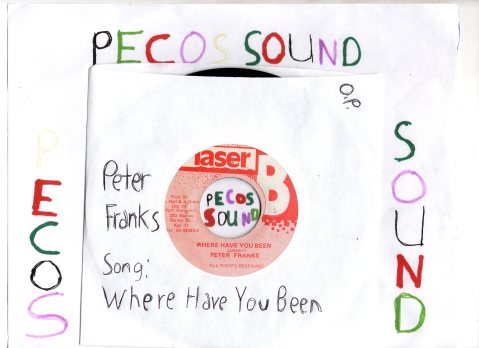 PECOS SOUND
O.P.
PECOS
SOUND
Peter
Franks
Song:
Where Have You Been
laser
B
PECOS
SOUND
WHERE HAVE YOU BEEN
PETER FRANKS
ALL RIGHTS RESERVED